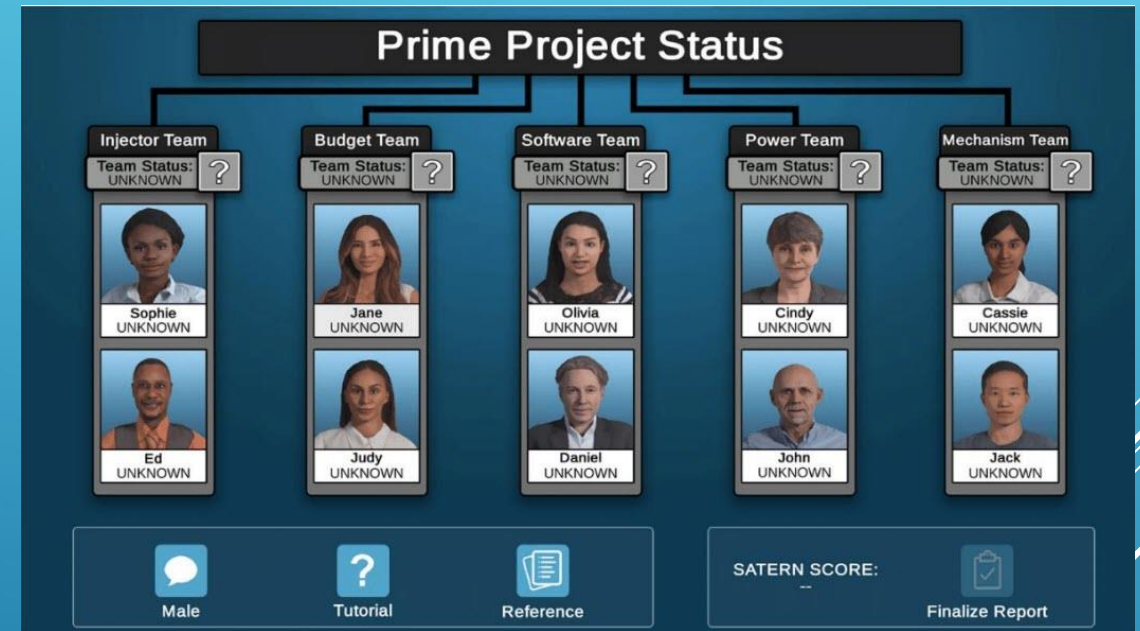 Prime Project Status
Injector Team
Team Status:
UNKNOWN
?
Sophie
UNKNOWN
Ed
UNKNOWN
Budget Team
Team Status:
UNKNOWN
?
Jane
UNKNOWN
Judy
UNKNOWN
Software Team
Team Status:
UNKNOWN
?
Olivia
UNKNOWN
Daniel
UNKNOWN
Power Team
Team Status:
UNKNOWN
?
Cindy
UNKNOWN
John
UNKNOWN
Mechanism Team
Team Status:
UNKNOWN
?
Cassie
UNKNOWN
Jack
UNKNOWN
Male
?
Tutorial
Reference
SATERN SCORE:
--
Finalize Report